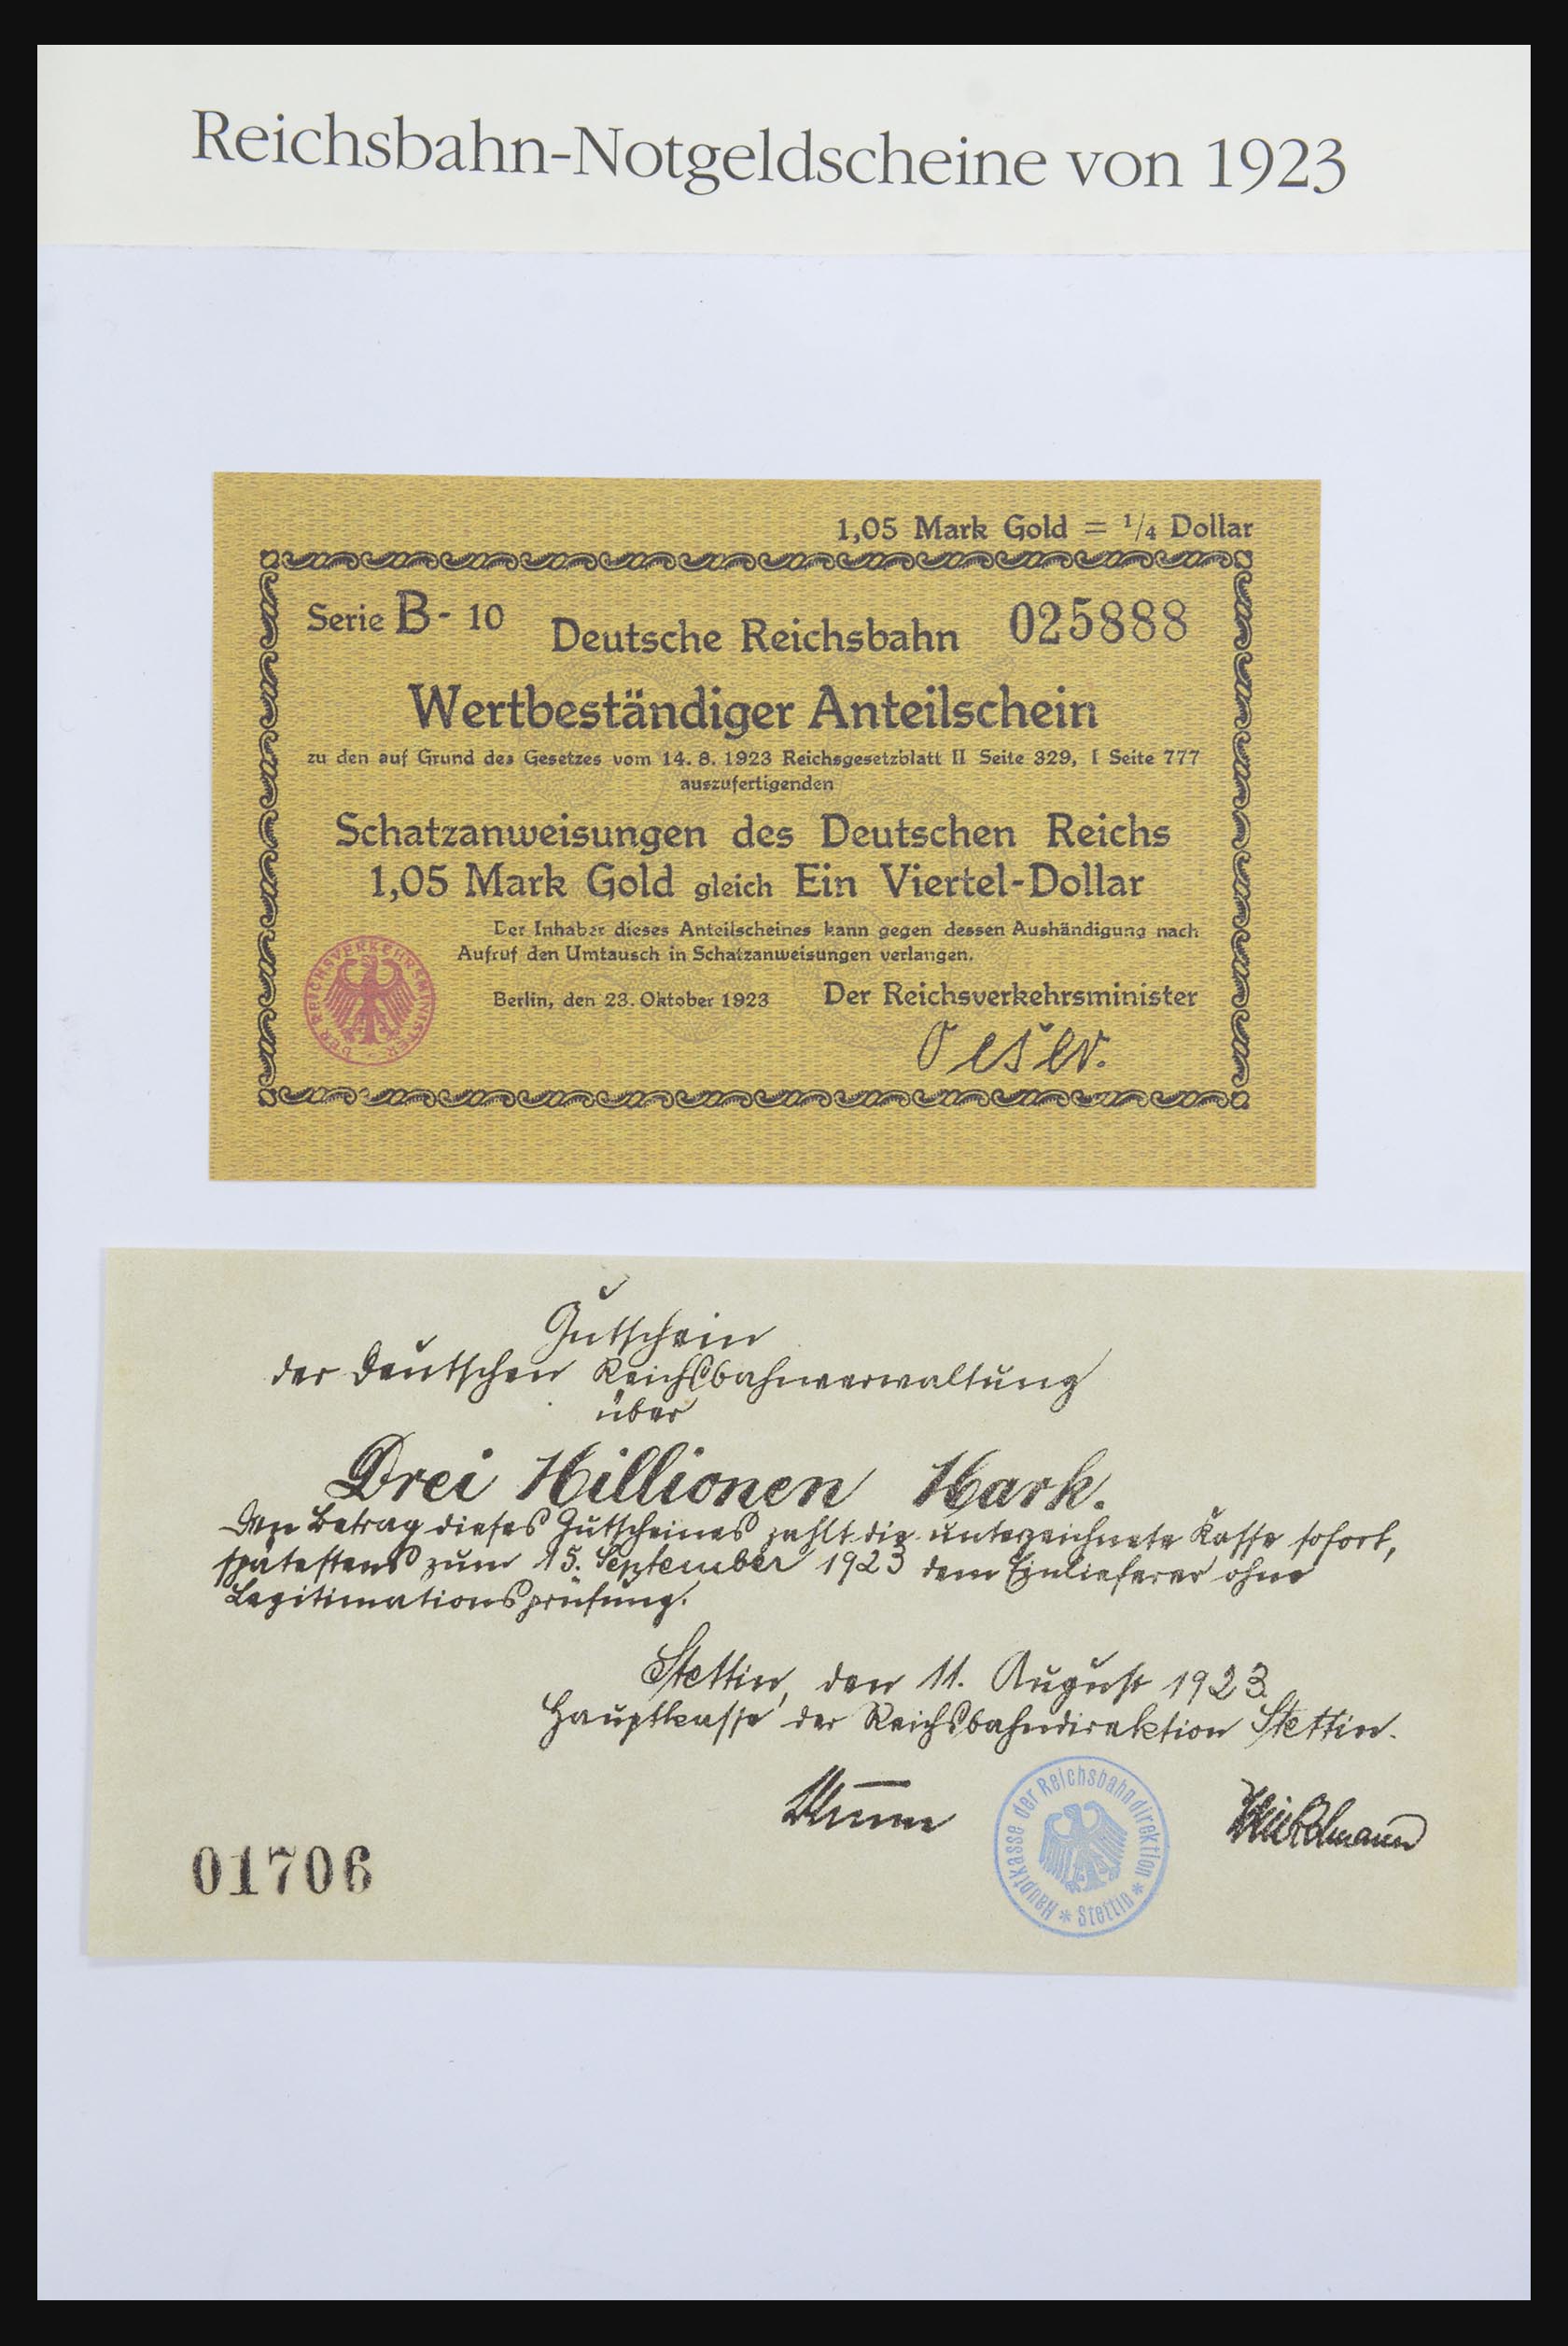 Reichsbahn-Notgeldscheine von 1923
1,05 Mark Gold = 1/4 Dollar
Serie B - 10
Deutsche Reichsbahn
025888
Wertbeständiger Anteilschein
zu den auf Grund des Gesetzes vom 14. 8. 1923 Reichsgesetzblatt II Seite 329, I Seite 777
auszufertigenden
Schatzanweisungen des Deutschen Reichs
1,05 Mark Gold gleich Ein Viertel-Dollar
Der Inhaber dieses Anteilscheines kann gegen dessen Aushändigung nach
Aufruf den Umtausch in Schatzanweisungen verlangen.
Berlin, den 23. Oktober 1923
Der Reichsverkehrsminister
Oeser.
DER REICHSVERKEHRSMINISTER
Gutschein
der Deutschen Reichsbahnverwaltung
über
Drei Millionen Mark.
Den Betrag dieses Gutscheines zahlt die unterzeichnete Kasse sofort,
spätestens zum 15. September 1923 dem Einlieferer ohne
Legitimationsprüfung.
Stettin, den 11. August 1923.
Hauptkasse der Reichsbahndirektion Stettin.
Hauptkasse der Reichsbahndirektion * Stettin *
01706